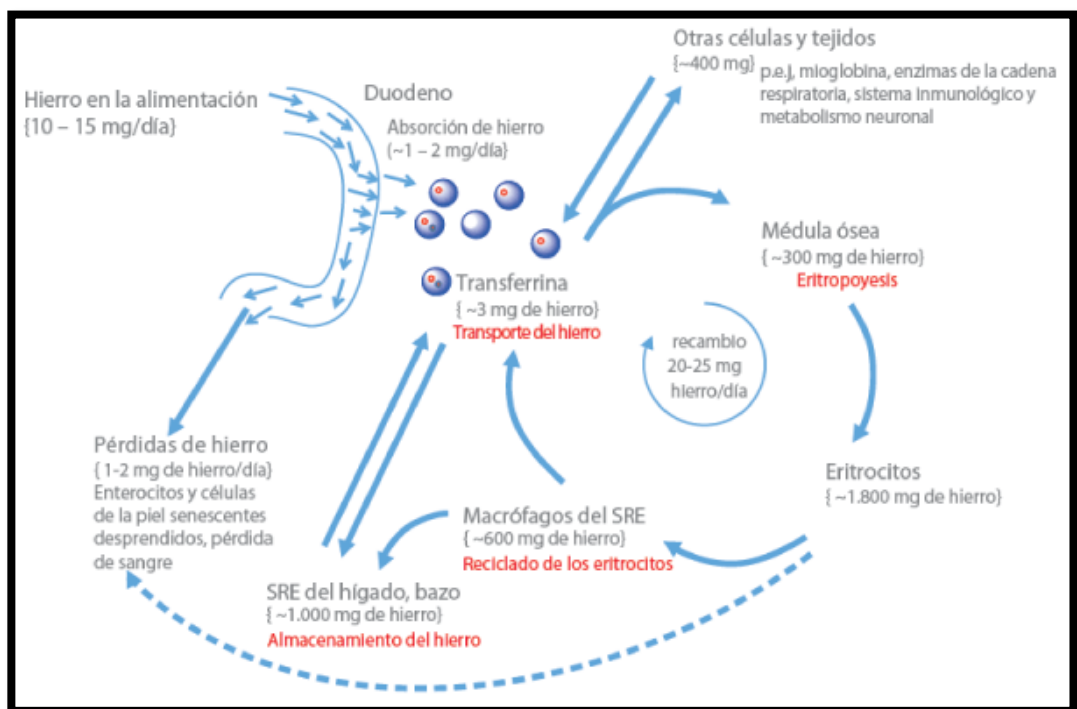 Hierro en la alimentación
{10 – 15 mg/día}
Duodeno
Absorción de hierro
(~1 – 2 mg/día}
Otras células y tejidos
{~400 mg}
p.e.j, mioglobina, enzimas de la cadena
respiratoria, sistema inmunológico y
metabolismo neuronal
Médula ósea
{ ~300 mg de hierro}
Eritropoyesis
Transferrina
{ ~3 mg de hierro}
Transporte del hierro
recambio
20-25 mg
hierro/día
Pérdidas de hierro
{ 1-2 mg de hierro/día}
Enterocitos y células
de la piel senescentes
desprendidos, pérdida
de sangre
Eritrocitos
{ ~1.800 mg de hierro}
Macrófagos del SRE
{ ~600 mg de hierro}
Reciclado de los eritrocitos
SRE del hígado, bazo
{ ~1.000 mg de hierro}
Almacenamiento del hierro